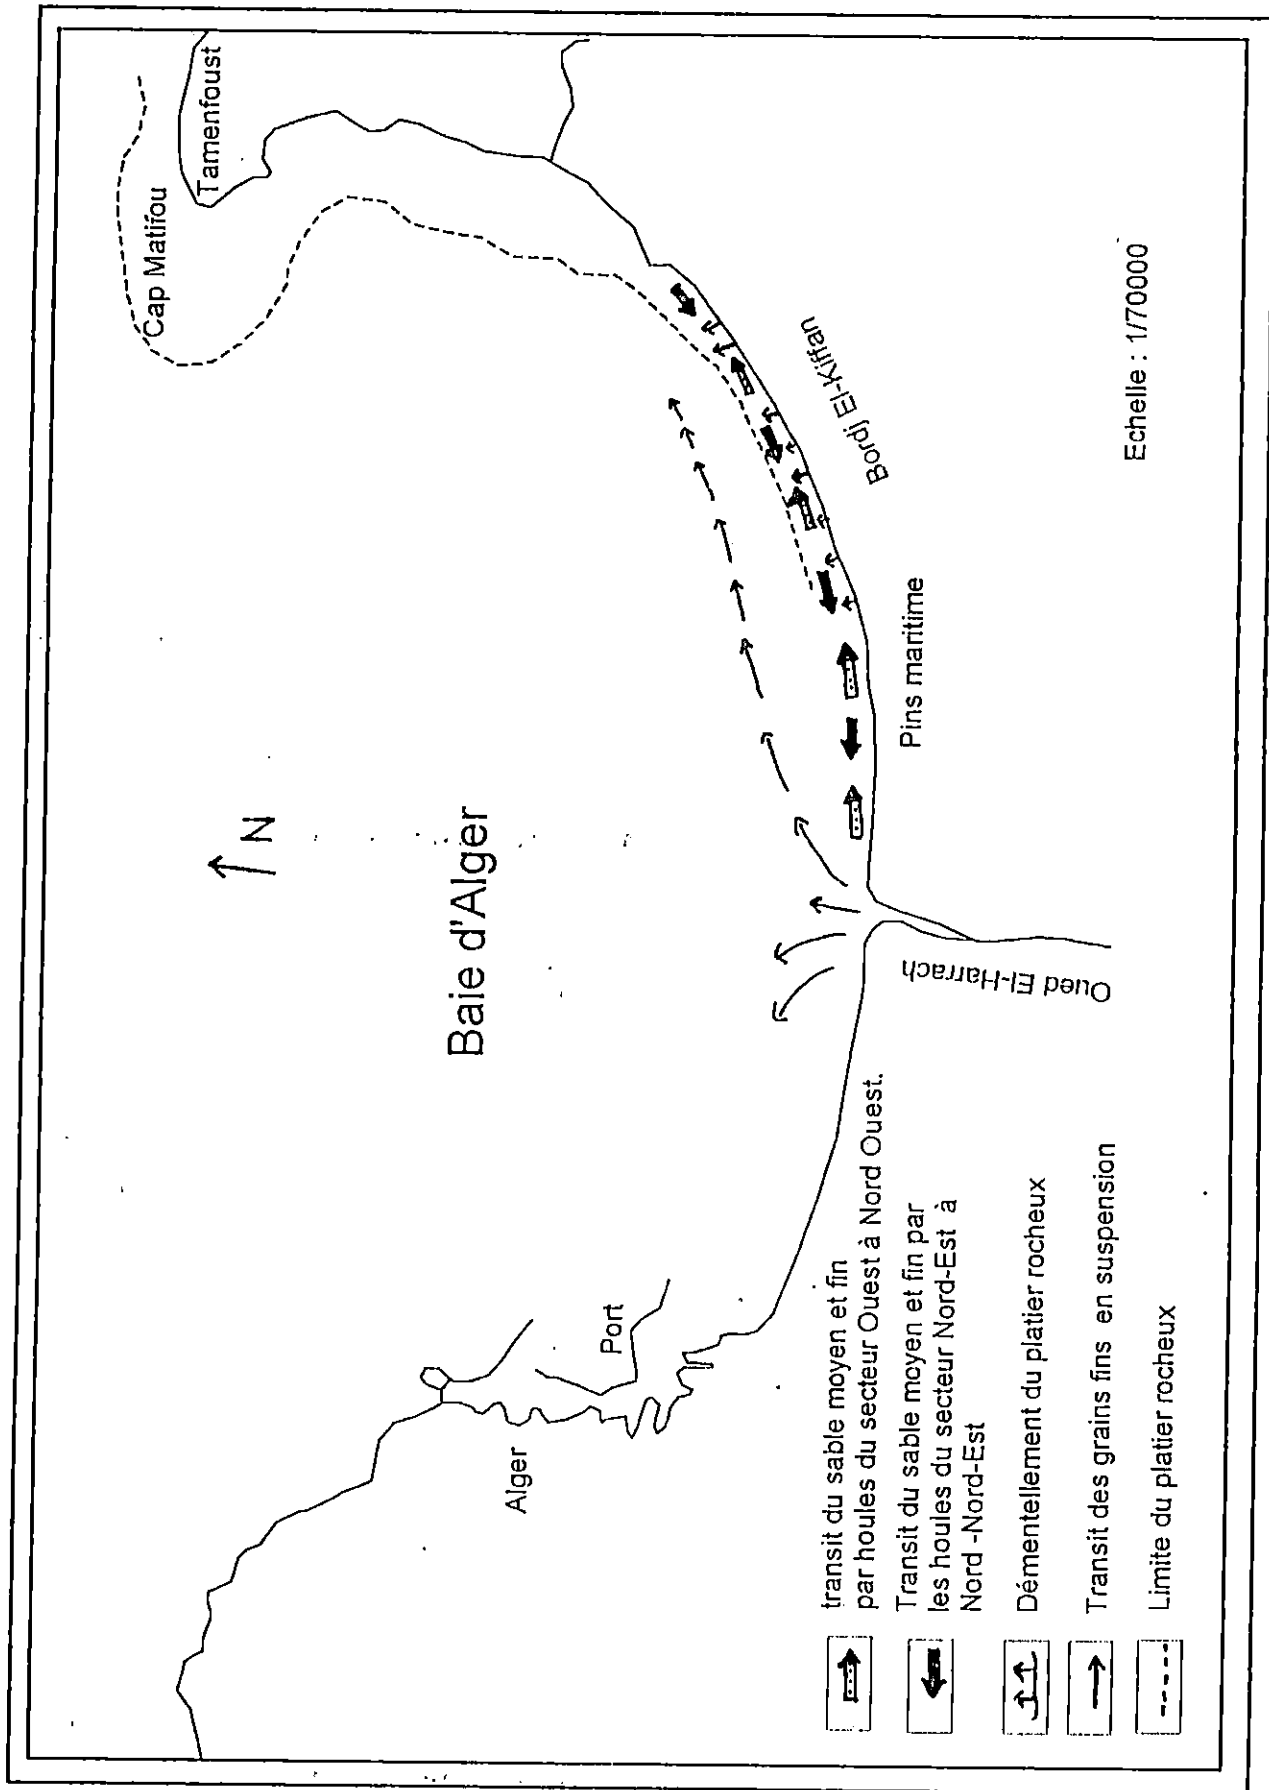 Cap Matifou
Tamenfoust
N
Baie d'Alger
Bordj El-Kiffan
Pins maritime
Oued El-Harrach
Port
Alger
Echelle : 1/70000
transit du sable moyen et fin
par houles du secteur Ouest à Nord Ouest.
Transit du sable moyen et fin par
les houles du secteur Nord-Est à
Nord -Nord-Est
Démentellement du platier rocheux
Transit des grains fins en suspension
Limite du platier rocheux